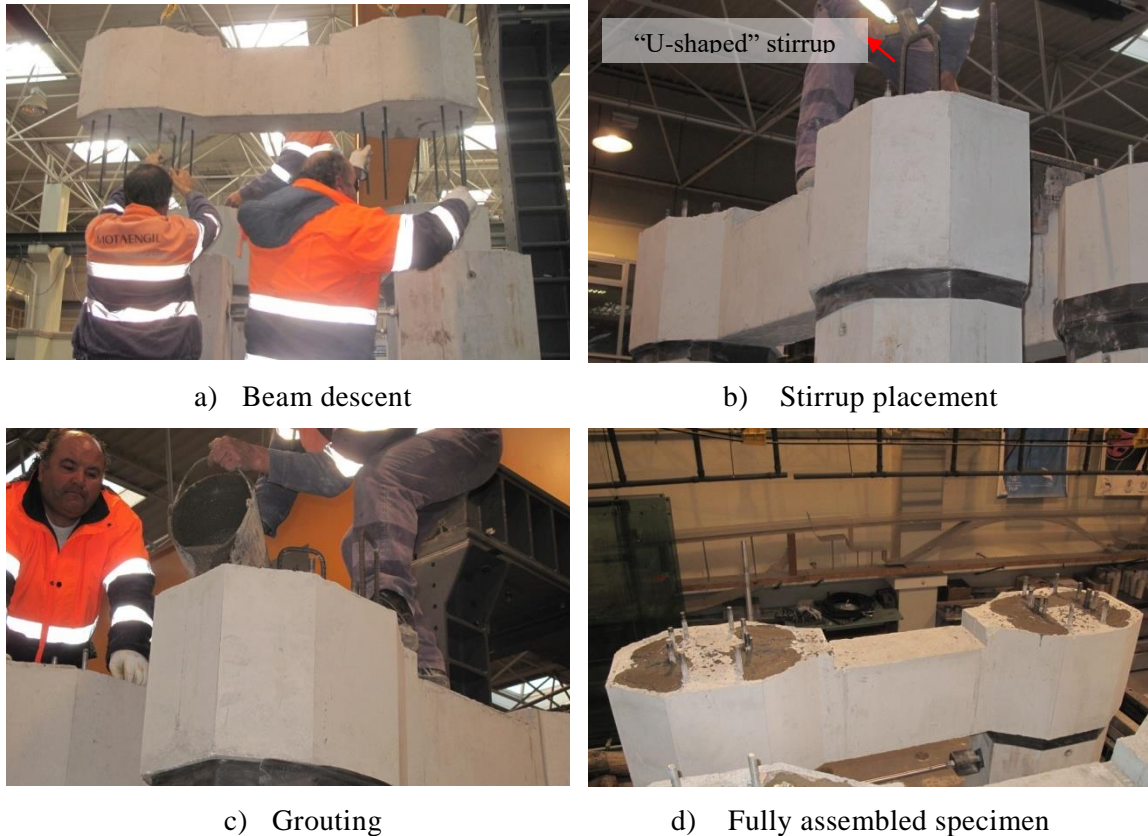 “U-shaped” stirrup
MOTAENGIL
a) Beam descent
b) Stirrup placement
c) Grouting
d) Fully assembled specimen